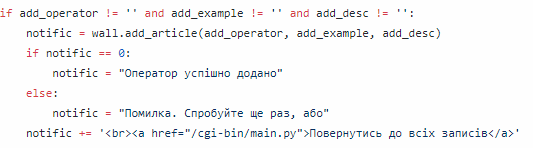 if add_operator != '' and add_example != '' and add_desc != '':
    notific = wall.add_article(add_operator, add_example, add_desc)
    if notific == 0:
        notific = "Оператор успішно додано"
    else:
        notific = "Помилка. Спробуйте ще раз, або"
    notific += '<br><a href="/cgi-bin/main.py">Повернутись до всіх записів</a>'